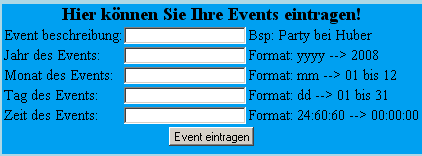 Hier können Sie Ihre Events eintragen!
Event beschreibung: Bsp: Party bei Huber
Jahr des Events: Format: yyyy --> 2008
Monat des Events: Format: mm --> 01 bis 12
Tag des Events: Format: dd --> 01 bis 31
Zeit des Events: Format: 24:60:60 --> 00:00:00
Event eintragen